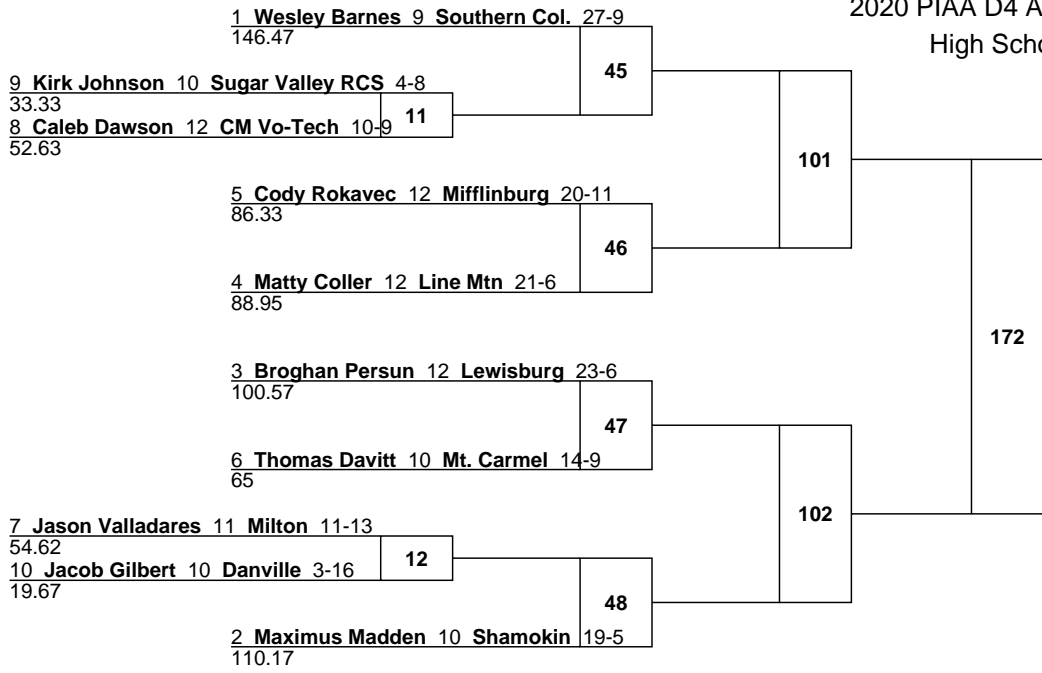 2020 PIAA D4 A
High Scho
1 Wesley Barnes 9 Southern Col. 27-9
146.47
45
9 Kirk Johnson 10 Sugar Valley RCS 4-8
33.33
11
8 Caleb Dawson 12 CM Vo-Tech 10-9
52.63
101
5 Cody Rokavec 12 Mifflinburg 20-11
86.33
46
4 Matty Coller 12 Line Mtn 21-6
88.95
172
3 Broghan Persun 12 Lewisburg 23-6
100.57
47
6 Thomas Davitt 10 Mt. Carmel 14-9
65
102
7 Jason Valladares 11 Milton 11-13
54.62
12
10 Jacob Gilbert 10 Danville 3-16
19.67
48
2 Maximus Madden 10 Shamokin 19-5
110.17